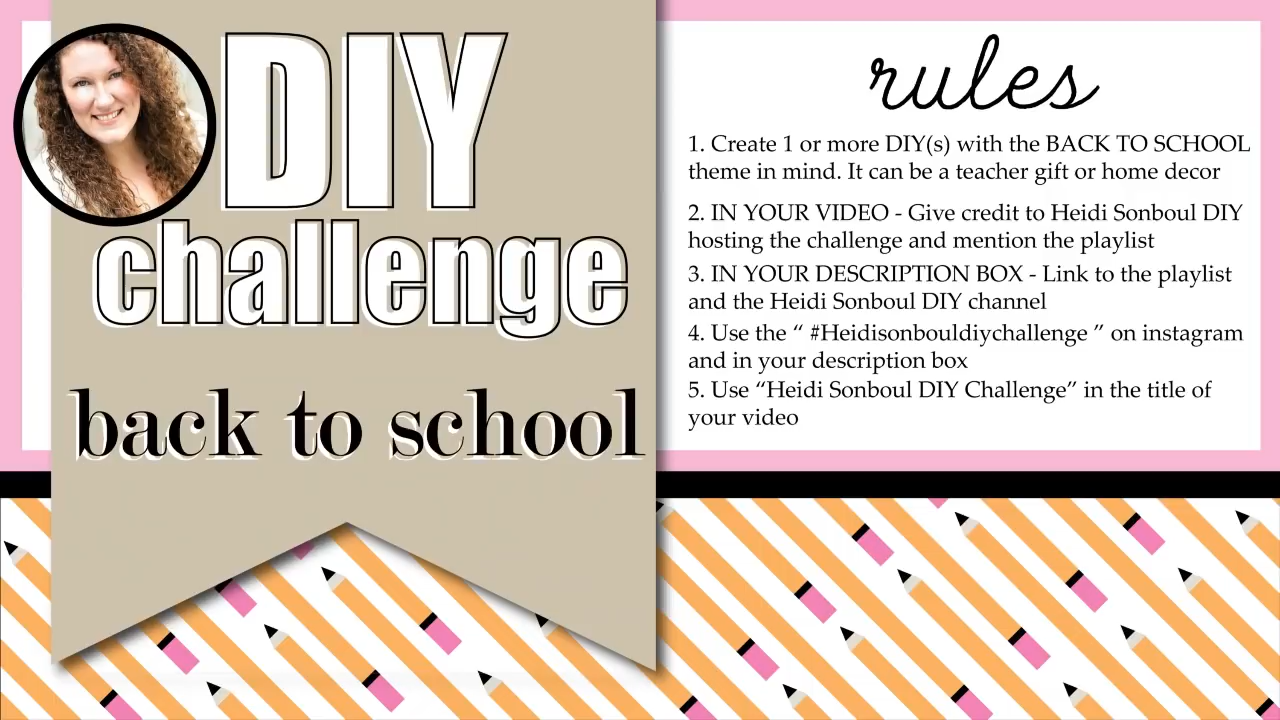 DIY
challenge
back to school
rules
1. Create 1 or more DIY(s) with the BACK TO SCHOOL
theme in mind. It can be a teacher gift or home decor
2. IN YOUR VIDEO - Give credit to Heidi Sonboul DIY
hosting the challenge and mention the playlist
3. IN YOUR DESCRIPTION BOX - Link to the playlist
and the Heidi Sonboul DIY channel
4. Use the “ #Heidisonbouldiychallenge ” on instagram
and in your description box
5. Use “Heidi Sonboul DIY Challenge” in the title of
your video